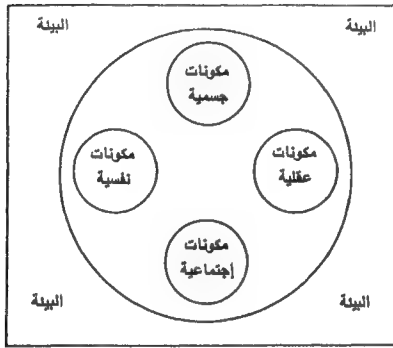 البيئة
البيئة
مكونات
جسمية
مكونات
عقلية
مكونات
نفسية
مكونات
إجتماعية
البيئة
البيئة